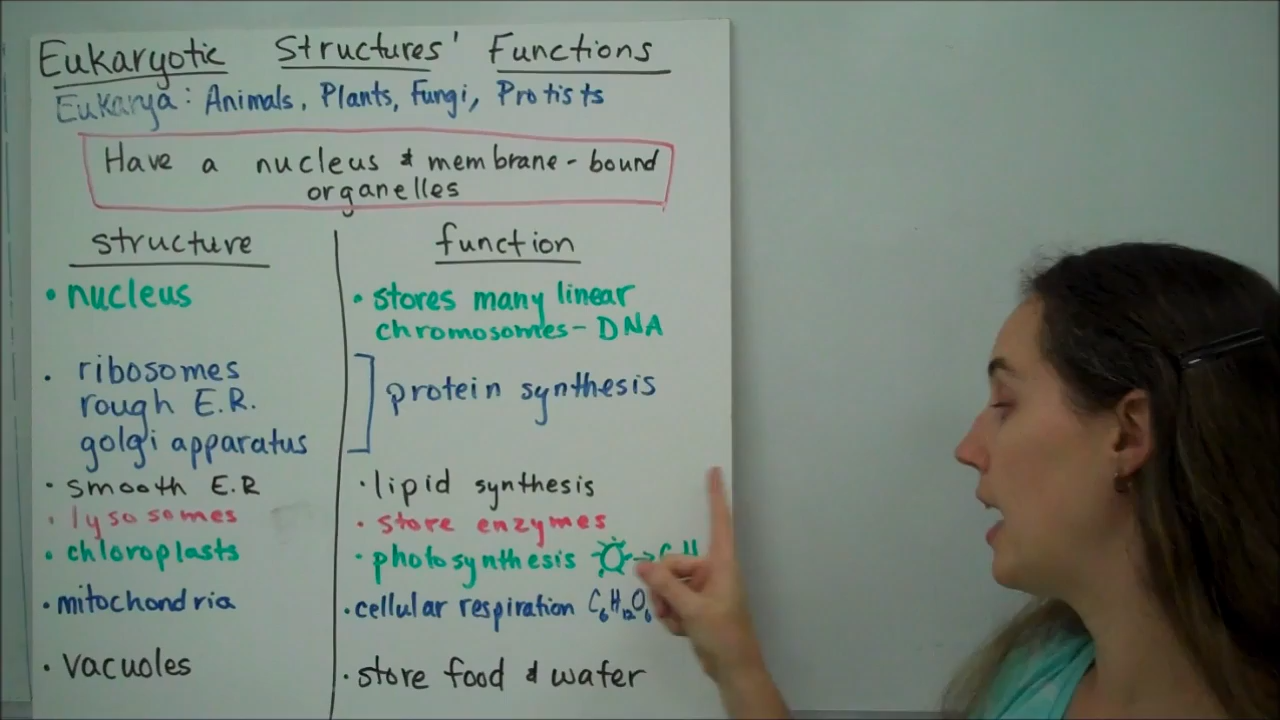 Eukaryotic Structures' Functions
Eukarya: Animals, Plants, Fungi, Protists
Have a nucleus & membrane-bound
organelles
structure function
• nucleus • stores many linear
chromosomes- DNA
• ribosomes
rough E.R. protein synthesis
golgi apparatus
• smooth E.R • lipid synthesis
• lysosomes • store enzymes
• chloroplasts • photosynthesis → C H
• mitochondria • cellular respiration C6H12O6
• vacuoles • store food & water